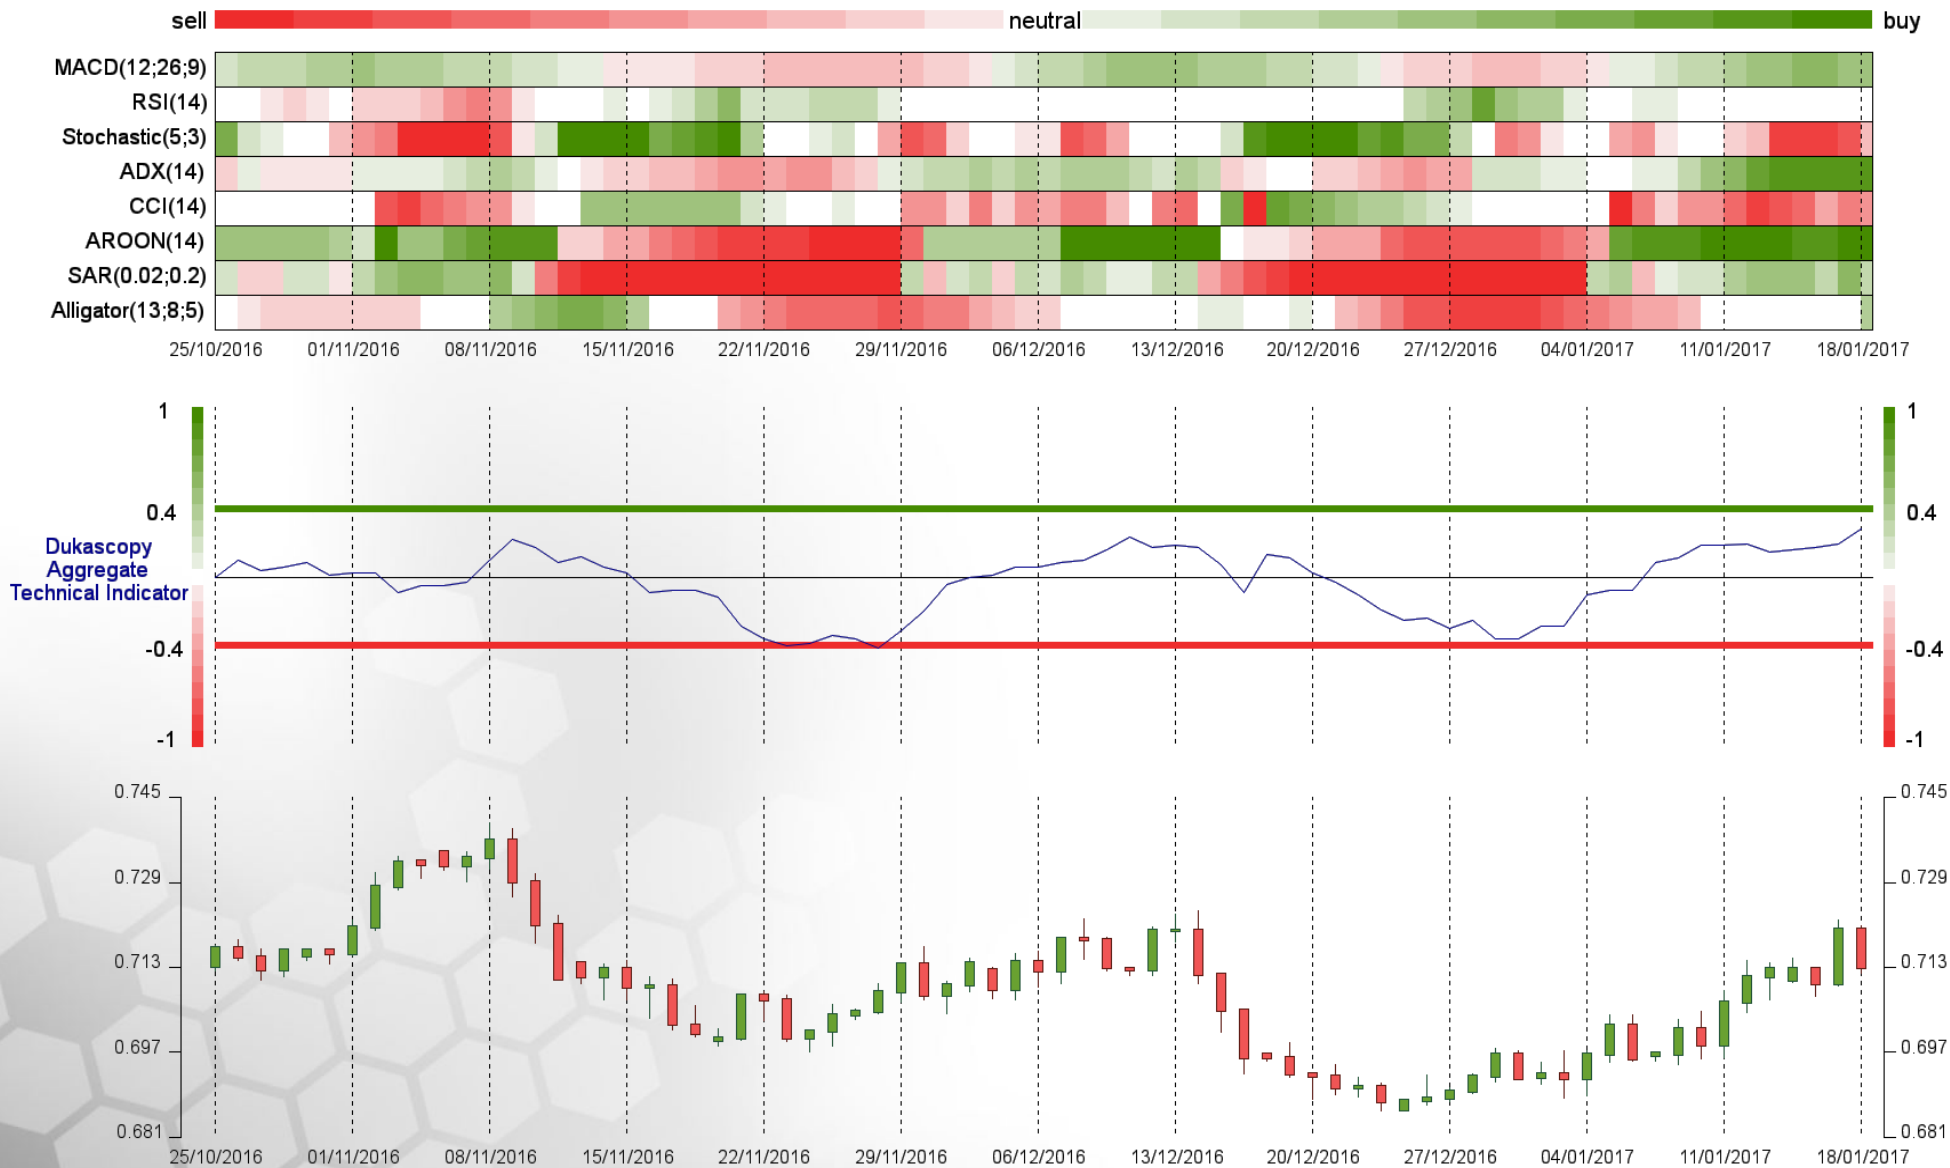 sell neutral buy
MACD(12;26;9)
RSI(14)
Stochastic(5;3)
ADX(14)
CCI(14)
AROON(14)
SAR(0.02;0.2)
Alligator(13;8;5)
25/10/2016 01/11/2016 08/11/2016 15/11/2016 22/11/2016 29/11/2016 06/12/2016 13/12/2016 20/12/2016 27/12/2016 04/01/2017 11/01/2017 18/01/2017
1 1
0.4 0.4
Dukascopy
Aggregate
Technical Indicator
-0.4 -0.4
-1 -1
0.745 0.745
0.729 0.729
0.713 0.713
0.697 0.697
0.681 0.681
25/10/2016 01/11/2016 08/11/2016 15/11/2016 22/11/2016 29/11/2016 06/12/2016 13/12/2016 20/12/2016 27/12/2016 04/01/2017 11/01/2017 18/01/2017